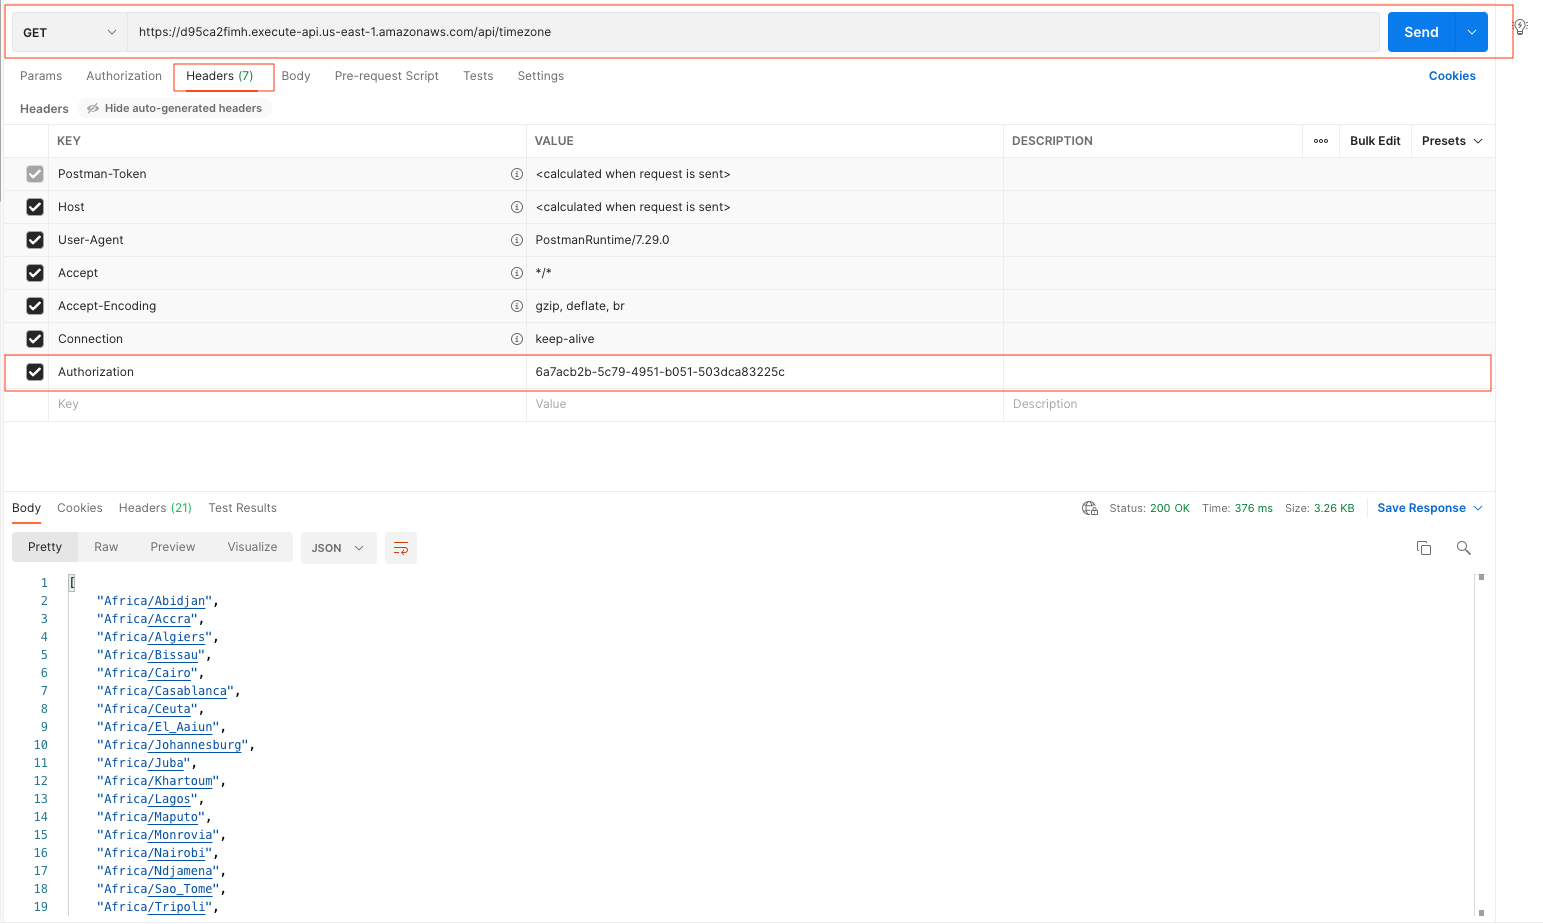 GET https://d95ca2fimh.execute-api.us-east-1.amazonaws.com/api/timezone Send
Params Authorization Headers (7) Body Pre-request Script Tests Settings Cookies
Headers Hide auto-generated headers
KEY VALUE DESCRIPTION ooo Bulk Edit Presets
Postman-Token <calculated when request is sent>
Host <calculated when request is sent>
User-Agent PostmanRuntime/7.29.0
Accept */*
Accept-Encoding gzip, deflate, br
Connection keep-alive
Authorization 6a7acb2b-5c79-4951-b051-503dca83225c
Key Value Description
Body Cookies Headers (21) Test Results Status: 200 OK Time: 376 ms Size: 3.26 KB Save Response
Pretty Raw Preview Visualize JSON
1 [
2 "Africa/Abidjan",
3 "Africa/Accra",
4 "Africa/Algiers",
5 "Africa/Bissau",
6 "Africa/Cairo",
7 "Africa/Casablanca",
8 "Africa/Ceuta",
9 "Africa/El_Aaiun",
10 "Africa/Johannesburg",
11 "Africa/Juba",
12 "Africa/Khartoum",
13 "Africa/Lagos",
14 "Africa/Maputo",
15 "Africa/Monrovia",
16 "Africa/Nairobi",
17 "Africa/Ndjamena",
18 "Africa/Sao_Tome",
19 "Africa/Tripoli",